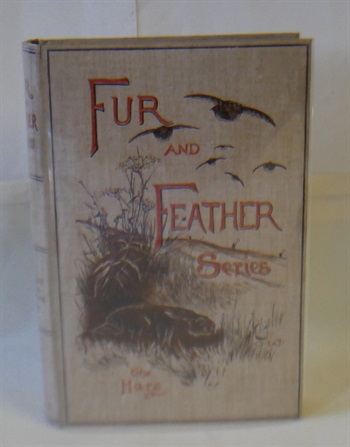 FUR
AND
FEATHER
Series
The
Hare